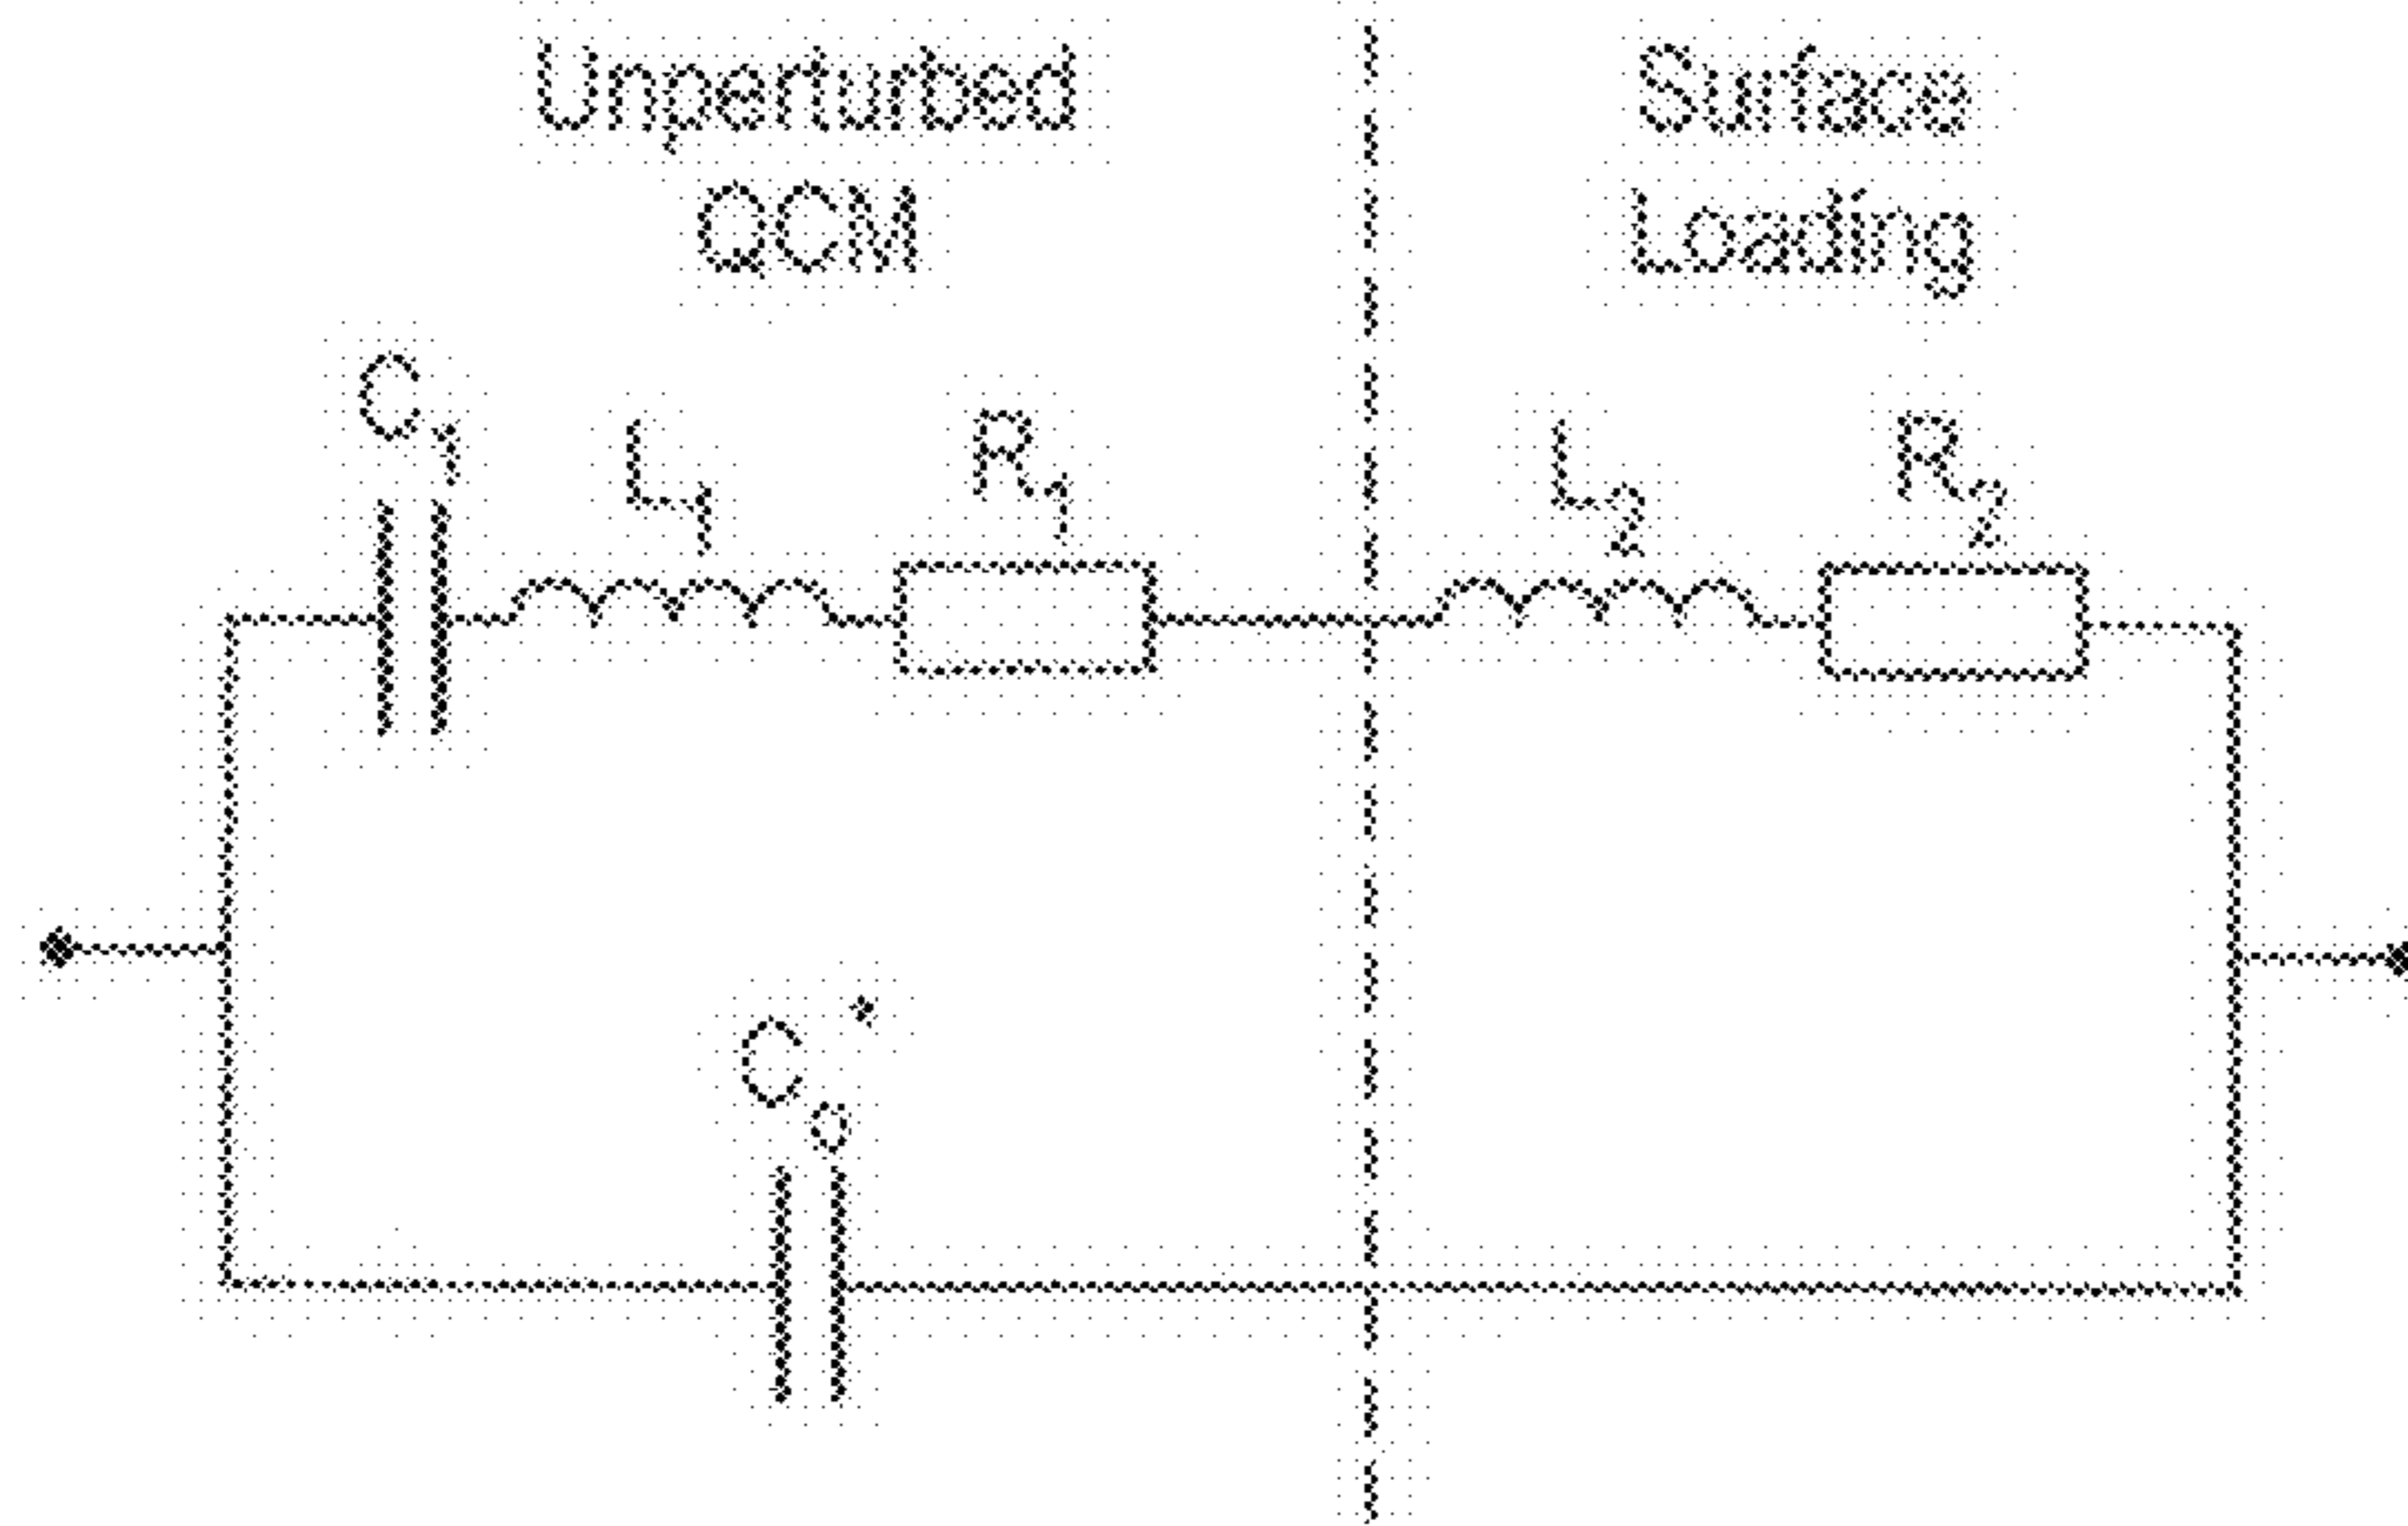 Unperturbed
QCM
Surface
Loading
C₁
L₁
R₁
L₂
R₂
C₀*